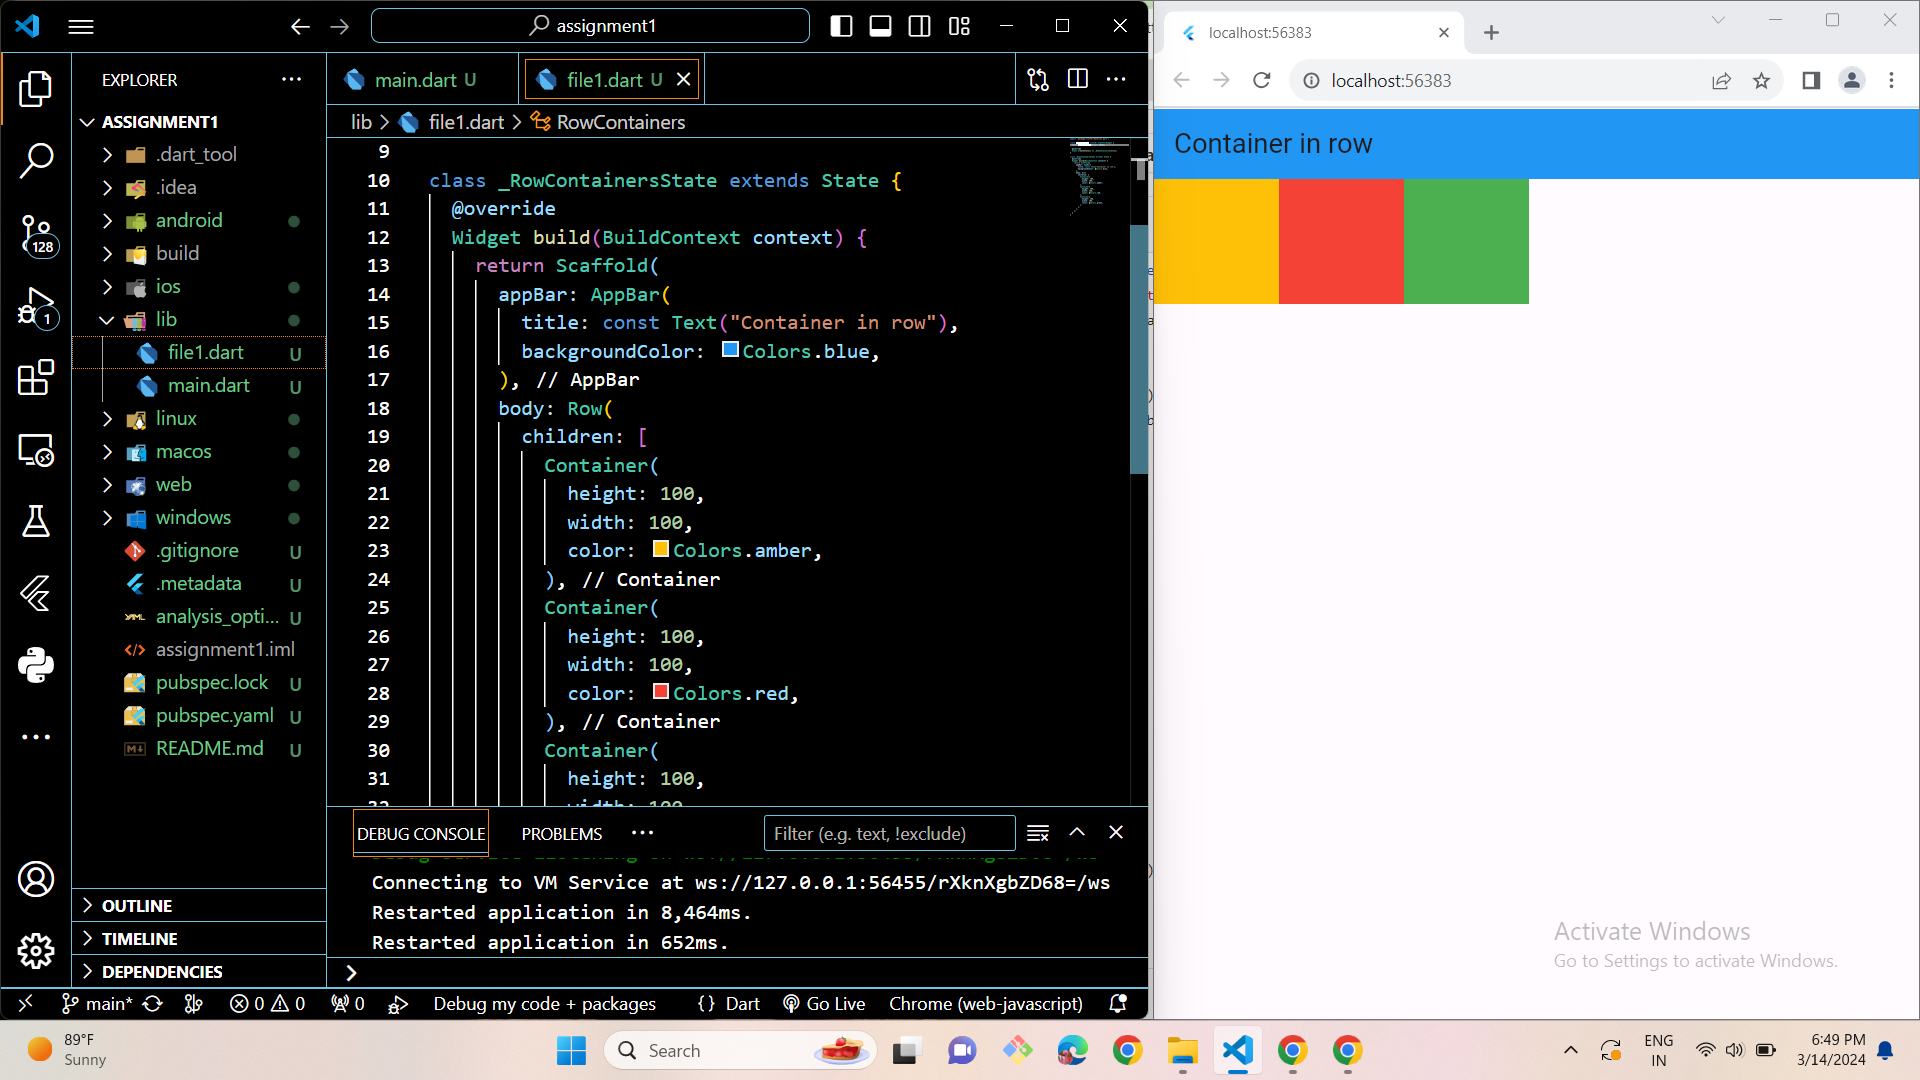 assignment1
EXPLORER
ASSIGNMENT1
.dart_tool
.idea
android
build
ios
lib
file1.dart U
main.dart U
linux
macos
web
windows
.gitignore U
.metadata U
analysis_opti... U
assignment1.iml
pubspec.lock U
pubspec.yaml U
README.md U
OUTLINE
TIMELINE
DEPENDENCIES
128
1
main.dart U
file1.dart U
lib > file1.dart > RowContainers
9
10 class _RowContainersState extends State {
11 @override
12 Widget build(BuildContext context) {
13 return Scaffold(
14 appBar: AppBar(
15 title: const Text("Container in row"),
16 backgroundColor: Colors.blue,
17 ), // AppBar
18 body: Row(
19 children: [
20 Container(
21 height: 100,
22 width: 100,
23 color: Colors.amber,
24 ), // Container
25 Container(
26 height: 100,
27 width: 100,
28 color: Colors.red,
29 ), // Container
30 Container(
31 height: 100,
DEBUG CONSOLE
PROBLEMS
Filter (e.g. text, !exclude)
Connecting to VM Service at ws://127.0.0.1:56455/rXknXgbZD68=/ws
Restarted application in 8,464ms.
Restarted application in 652ms.
main* 0 0 0 Debug my code + packages {} Dart Go Live Chrome (web-javascript)
localhost:56383
localhost:56383
Container in row
Activate Windows
Go to Settings to activate Windows.
89°F
Sunny
Search
ENG
IN
6:49 PM
3/14/2024